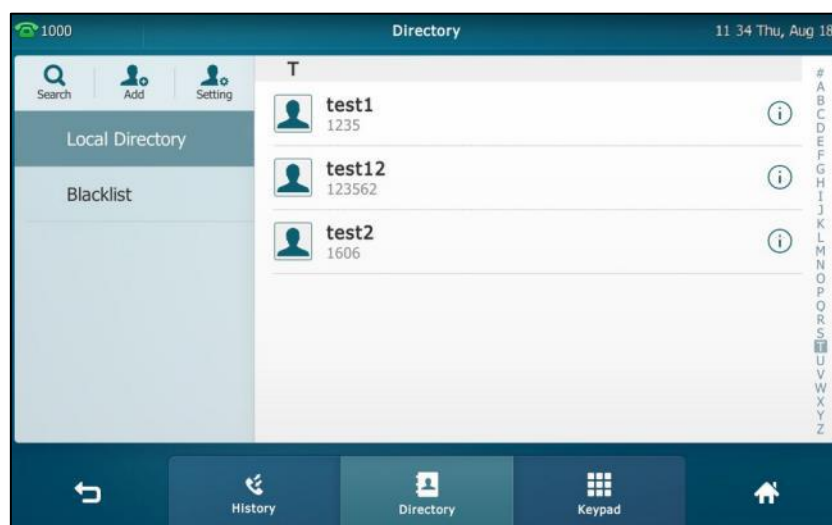 1000
Directory
11 34 Thu, Aug 18
Search
Add
Setting
Local Directory
Blacklist
T
test1
1235
test12
123562
test2
1606
#
A
B
C
D
E
F
G
H
I
J
K
L
M
N
O
P
Q
R
S
T
U
V
W
X
Y
Z
History
Directory
Keypad